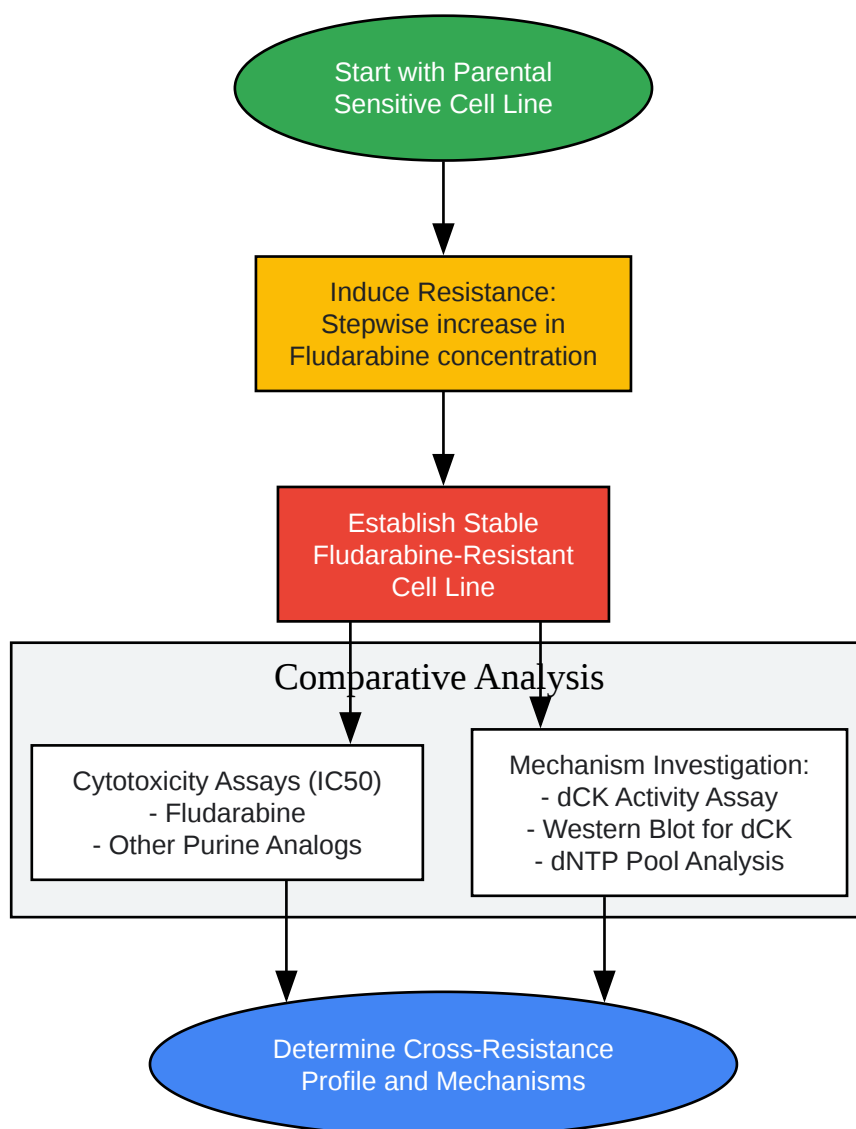 Start with Parental
Sensitive Cell Line
Induce Resistance:
Stepwise increase in
Fludarabine concentration
Establish Stable
Fludarabine-Resistant
Cell Line
Comparative Analysis
Cytotoxicity Assays (IC50)
- Fludarabine
- Other Purine Analogs
Mechanism Investigation:
- dCK Activity Assay
- Western Blot for dCK
- dNTP Pool Analysis
Determine Cross-Resistance
Profile and Mechanisms